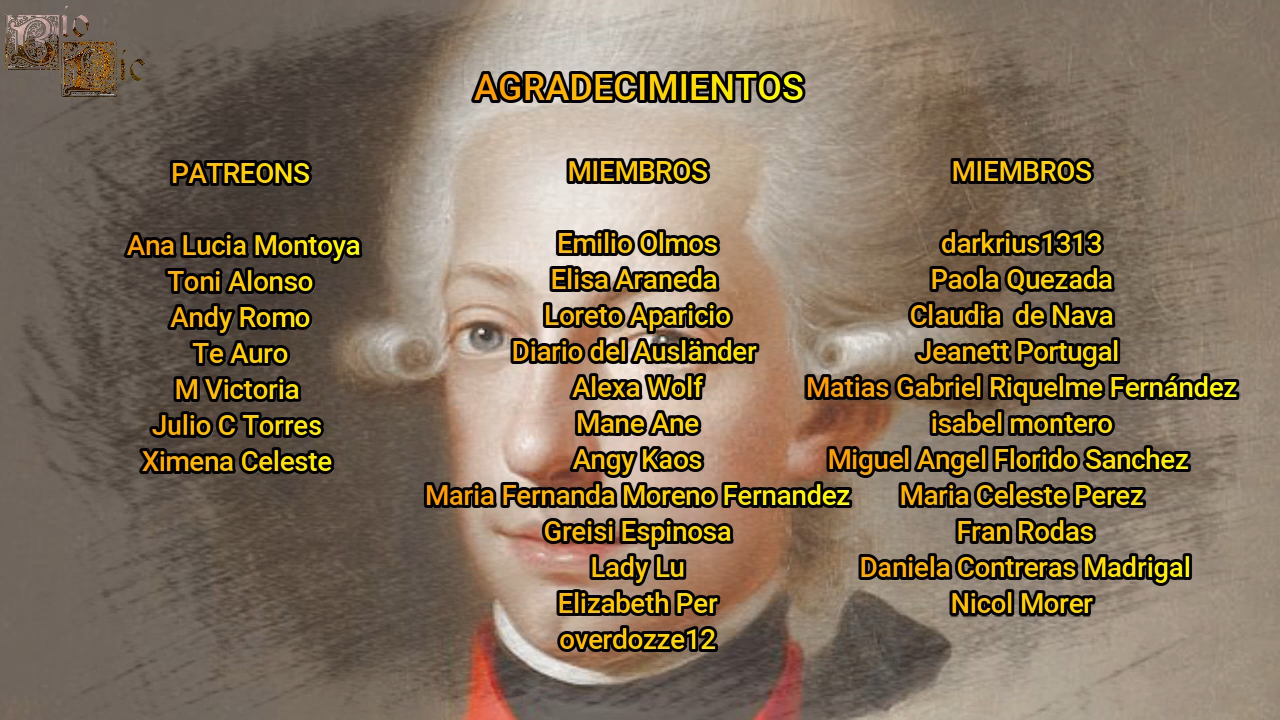 Bio
Bic
AGRADECIMIENTOS
PATREONS
Ana Lucia Montoya
Toni Alonso
Andy Romo
Te Auro
M Victoria
Julio C Torres
Ximena Celeste
MIEMBROS
Emilio Olmos
Elisa Araneda
Loreto Aparicio
Diario del Ausländer
Alexa Wolf
Mane Ane
Angy Kaos
Maria Fernanda Moreno Fernandez
Greisi Espinosa
Lady Lu
Elizabeth Per
overdozze12
MIEMBROS
darkrius1313
Paola Quezada
Claudia  de Nava
Jeanett Portugal
Matias Gabriel Riquelme Fernández
isabel montero
Miguel Angel Florido Sanchez
Maria Celeste Perez
Fran Rodas
Daniela Contreras Madrigal
Nicol Morer